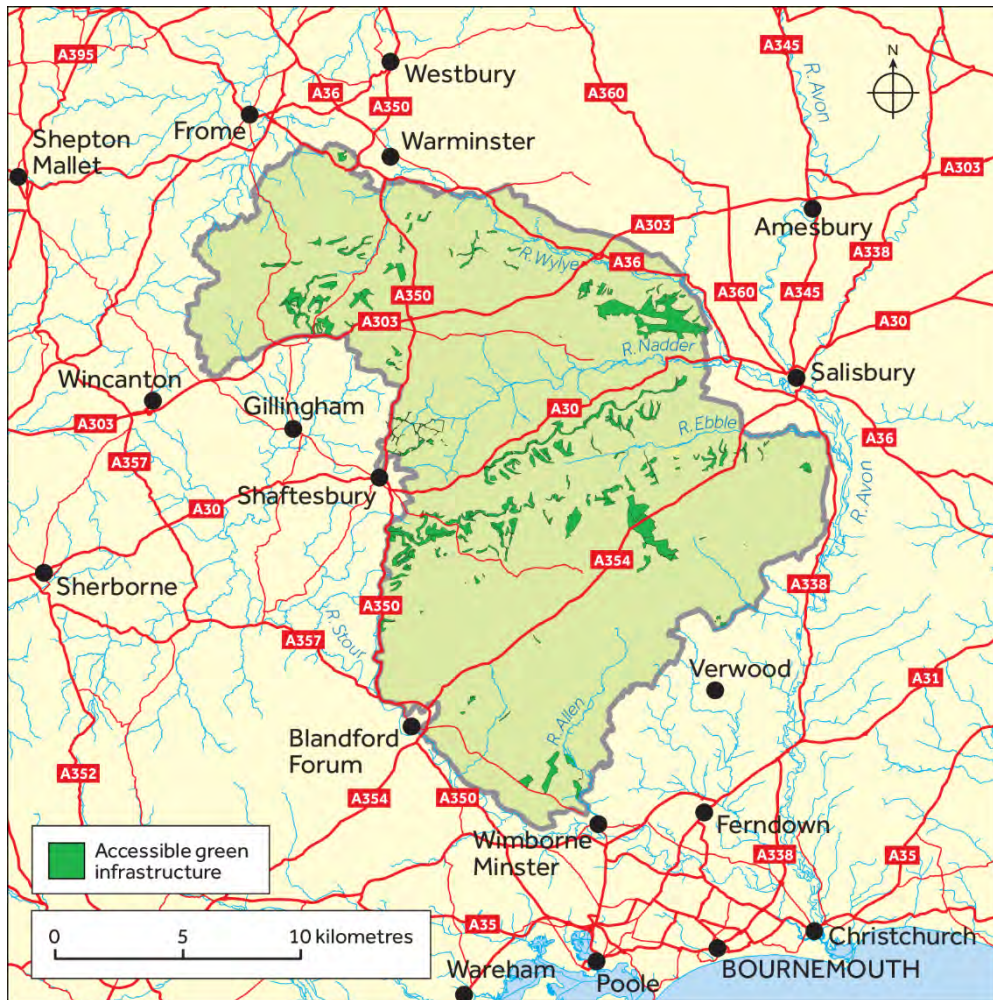 A395
A345
N
Westbury
A36
A350
A360
R. Avon
Frome
Shepton
Mallet
Warminster
A303
A303
Amesbury
R. Wylye
A36
A338
A350
A360
A345
A303
A30
R. Nadder
Wincanton
Salisbury
Gillingham
A30
A303
R. Ebble
A36
A357
Shaftesbury
R. Avon
A30
A354
Sherborne
A338
A350
R. Stour
A357
Verwood
A31
R. Allen
Blandford
Forum
A352
A354
A350
Wimborne
Minster
Ferndown
Accessible green
infrastructure
A338
A35
0 5 10 kilometres
A35
Christchurch
Wareham
Poole
BOURNEMOUTH